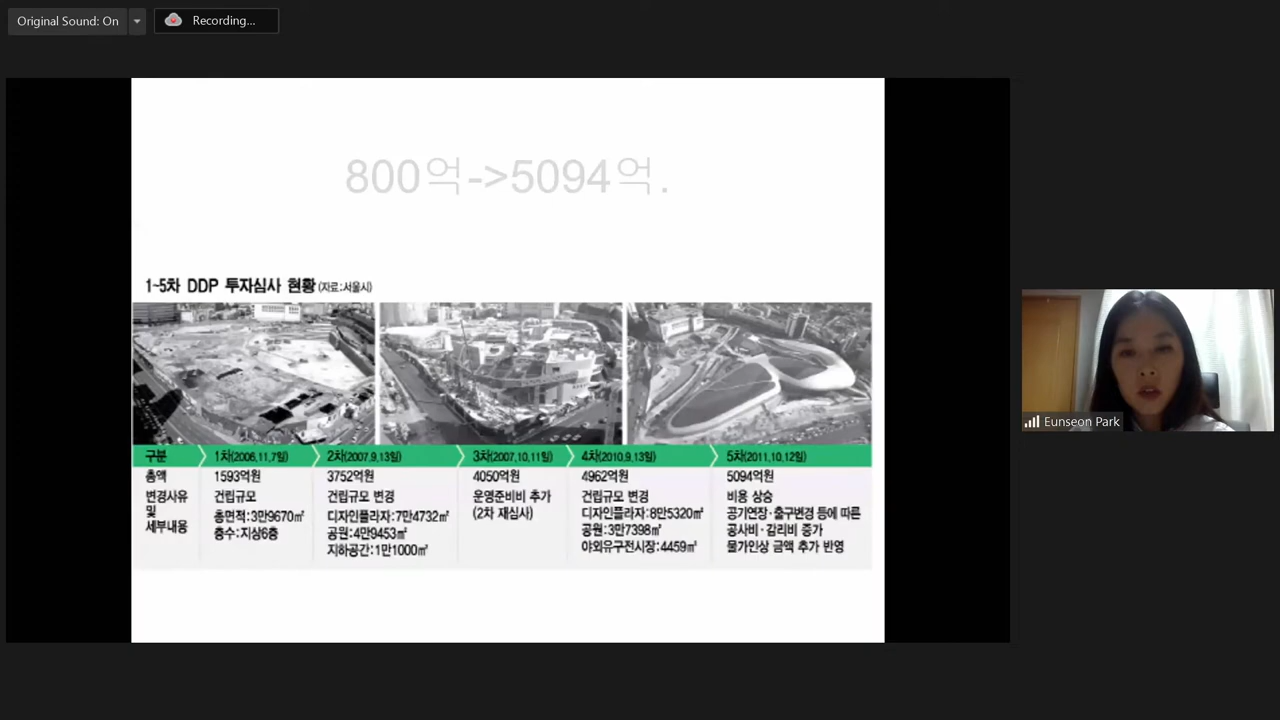 Original Sound: On
Recording...
800억->5094억.
1~5차 DDP 투자심사 현황 (자료:서울시)
구분 1차(2006,11,7일) 2차(2007,9,13일) 3차(2007,10,11일) 4차(2010,9,13일) 5차(2011,10,12일)
총액 1593억원 3752억원 4050억원 4962억원 5094억원
변경사유 및 세부내용
건립규모
총면적:3만9670㎡
층수:지상6층
건립규모 변경
디자인플라자:7만4732㎡
공원:4만9453㎡
지하공간:1만1000㎡
운영준비비 추가
(2차 재심사)
건립규모 변경
디자인플라자:8만5320㎡
공원:3만7398㎡
야외유구전시장:4459㎡
비용 상승
공기연장·출구변경 등에 따른
공사비·감리비 증가
물가인상 금액 추가 반영
Eunseon Park